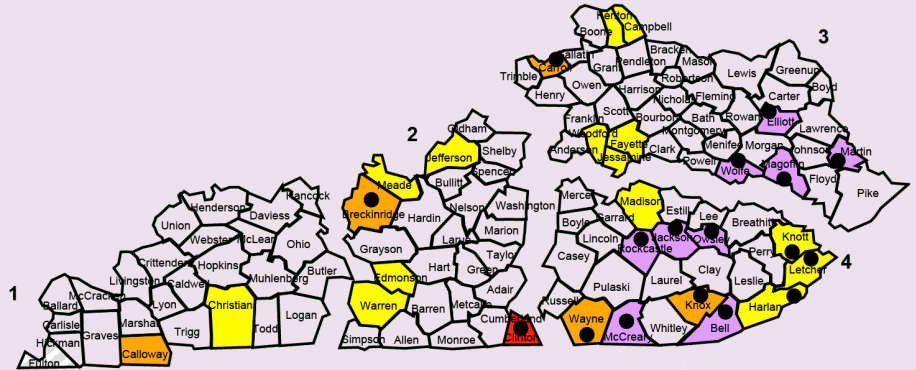 1
2
3
4
Kenton
Campbell
Boone
Gallatin
Carroll
Grant
Pendleton
Bracken
Mason
Lewis
Greenup
Trimble
Owen
Robertson
Boyd
Henry
Harrison
Nicholas
Fleming
Carter
Franklin
Scott
Bourbon
Bath
Rowan
Elliott
Woodford
Fayette
Montgomery
Lawrence
Anderson
Jessamine
Clark
Menifee
Morgan
Johnson
Martin
Powell
Wolfe
Magoffin
Floyd
Pike
Oldham
Jefferson
Shelby
Spencer
Meade
Bullitt
Breckinridge
Nelson
Washington
Hardin
Marion
Grayson
Larue
Taylor
Hart
Green
Edmonson
Adair
Warren
Barren
Metcalfe
Cumberland
Simpson
Allen
Monroe
Clinton
Hancock
Henderson
Daviess
Union
Webster
McLean
Ohio
Crittenden
Hopkins
Butler
Livingston
Caldwell
Muhlenberg
McCracken
Lyon
Christian
Ballard
Carlisle
Marshall
Trigg
Todd
Logan
Hickman
Graves
Calloway
Fulton
Mercer
Madison
Garrard
Estill
Lee
Breathitt
Boyle
Lincoln
Rockcastle
Jackson
Owsley
Perry
Knott
Casey
Letcher
Pulaski
Laurel
Clay
Leslie
Russell
Knox
Harlan
Wayne
McCreary
Whitley
Bell